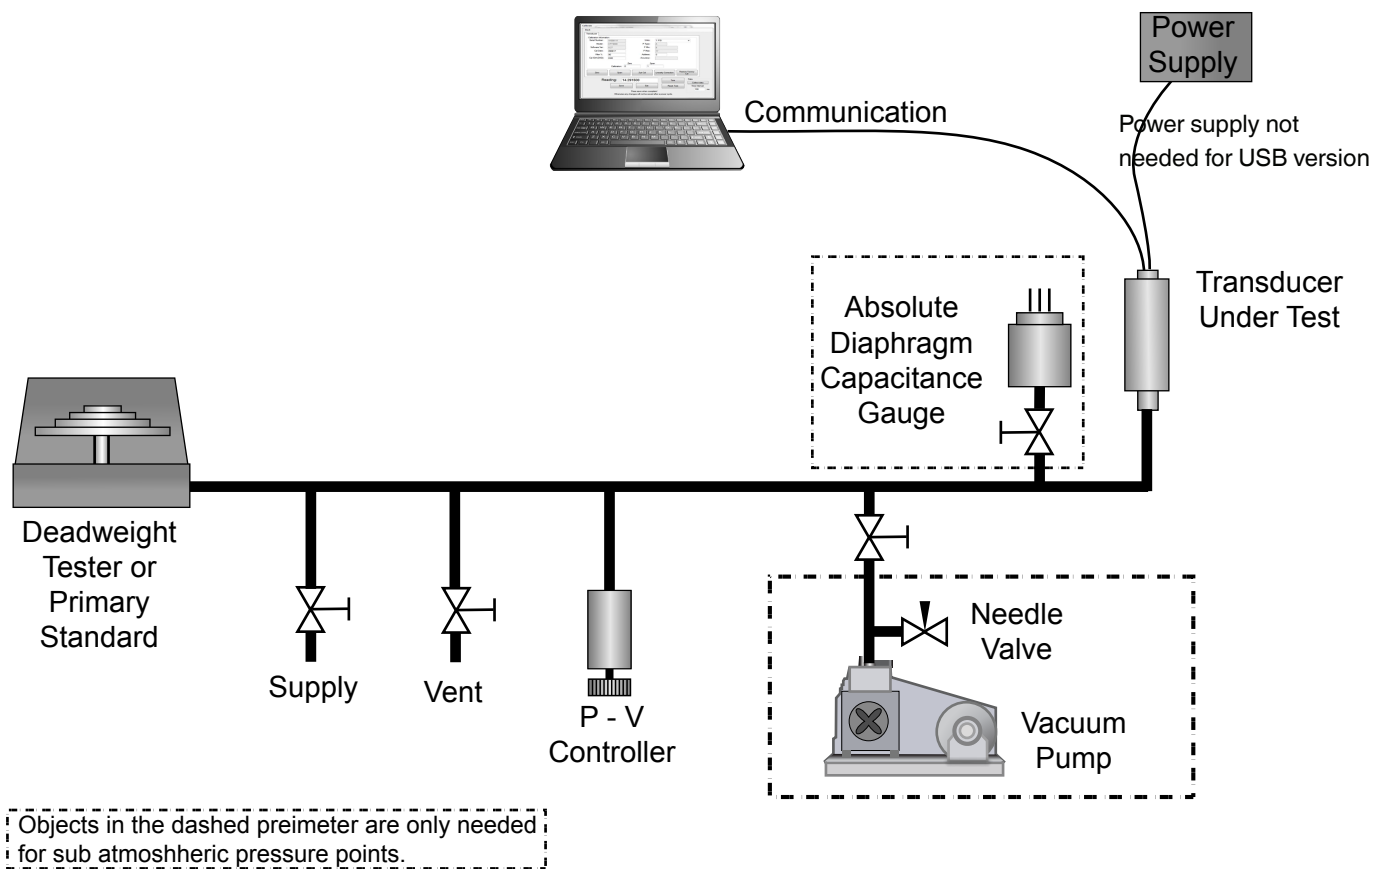 Power
Supply
Communication
Power supply not
needed for USB version
Transducer
Under Test
Absolute
Diaphragm
Capacitance
Gauge
Deadweight
Tester or
Primary
Standard
Supply
Vent
P - V
Controller
Needle
Valve
Vacuum
Pump
Objects in the dashed preimeter are only needed
for sub atmoshheric pressure points.